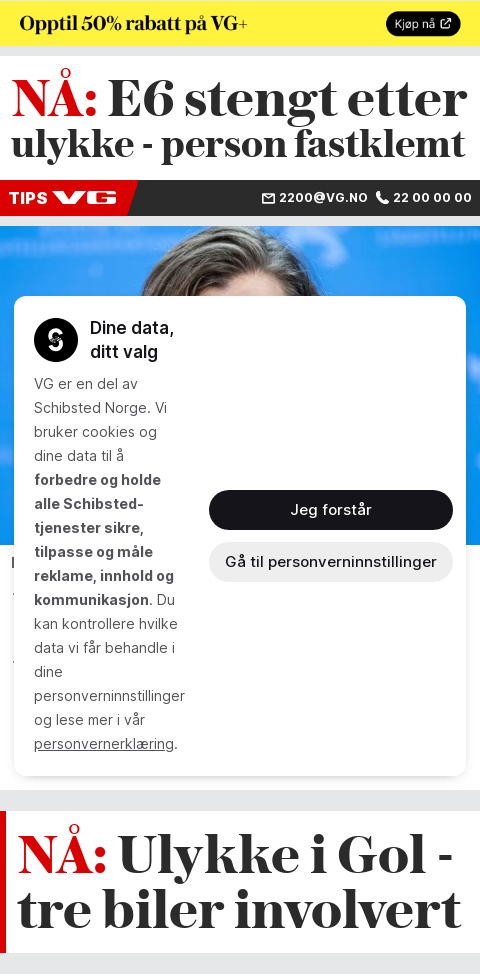 Opptil 50% rabatt på VG+
Kjøp nå
NÅ: E6 stengt etter
ulykke - person fastklemt
TIPS VG
2200@VG.NO 22 00 00 00
Dine data,
ditt valg
VG er en del av
Schibsted Norge. Vi
bruker cookies og
dine data til å
forbedre og holde
alle Schibsted-
tjenester sikre,
tilpasse og måle
reklame, innhold og
kommunikasjon. Du
kan kontrollere hvilke
data vi får behandle i
dine
personverninnstillinger
og lese mer i vår
personvernerklæring.
Jeg forstår
Gå til personverninnstillinger
NÅ: Ulykke i Gol -
tre biler involvert